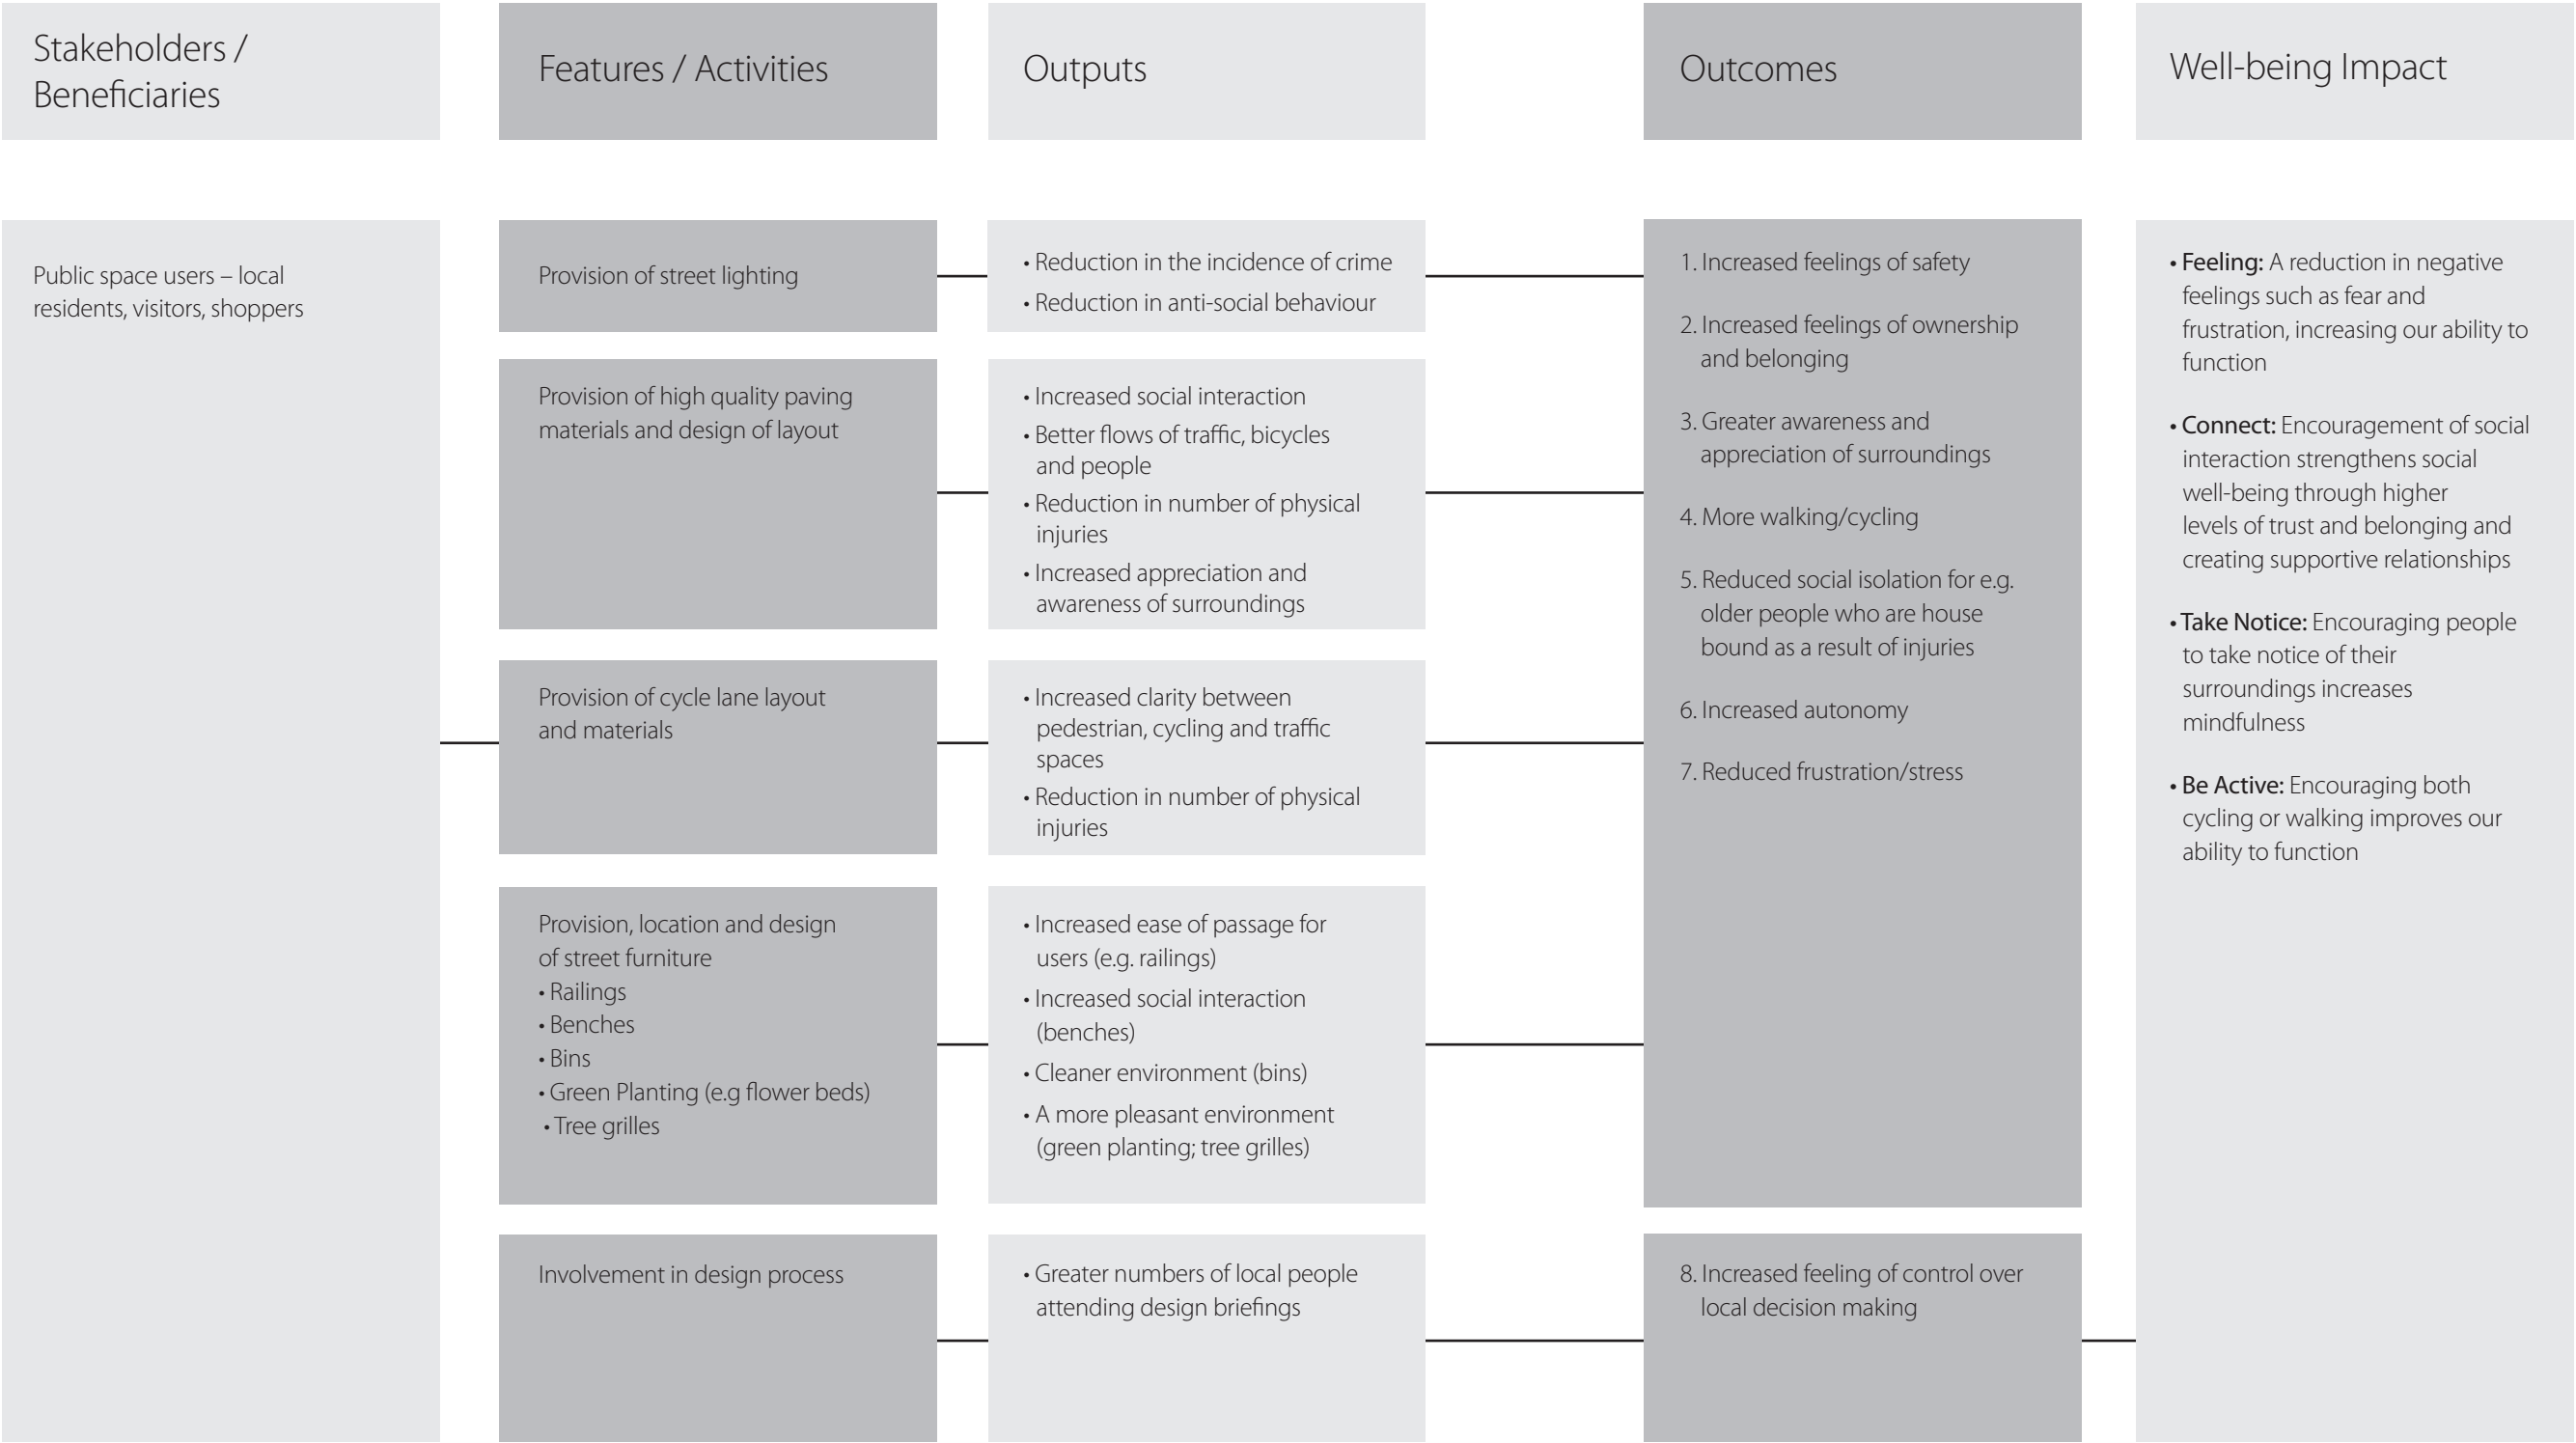 Stakeholders /
Beneficiaries
Features / Activities
Outputs
Outcomes
Well-being Impact
Public space users – local
residents, visitors, shoppers
Provision of street lighting
• Reduction in the incidence of crime
• Reduction in anti-social behaviour
Provision of high quality paving
materials and design of layout
• Increased social interaction
• Better flows of traffic, bicycles
and people
• Reduction in number of physical
injuries
• Increased appreciation and
awareness of surroundings
Provision of cycle lane layout
and materials
• Increased clarity between
pedestrian, cycling and traffic
spaces
• Reduction in number of physical
injuries
Provision, location and design
of street furniture
• Railings
• Benches
• Bins
• Green Planting (e.g flower beds)
• Tree grilles
• Increased ease of passage for
users (e.g. railings)
• Increased social interaction
(benches)
• Cleaner environment (bins)
• A more pleasant environment
(green planting; tree grilles)
Involvement in design process
• Greater numbers of local people
attending design briefings
1. Increased feelings of safety
2. Increased feelings of ownership
and belonging
3. Greater awareness and
appreciation of surroundings
4. More walking/cycling
5. Reduced social isolation for e.g.
older people who are house
bound as a result of injuries
6. Increased autonomy
7. Reduced frustration/stress
8. Increased feeling of control over
local decision making
• Feeling: A reduction in negative
feelings such as fear and
frustration, increasing our ability to
function
• Connect: Encouragement of social
interaction strengthens social
well-being through higher
levels of trust and belonging and
creating supportive relationships
• Take Notice: Encouraging people
to take notice of their
surroundings increases
mindfulness
• Be Active: Encouraging both
cycling or walking improves our
ability to function